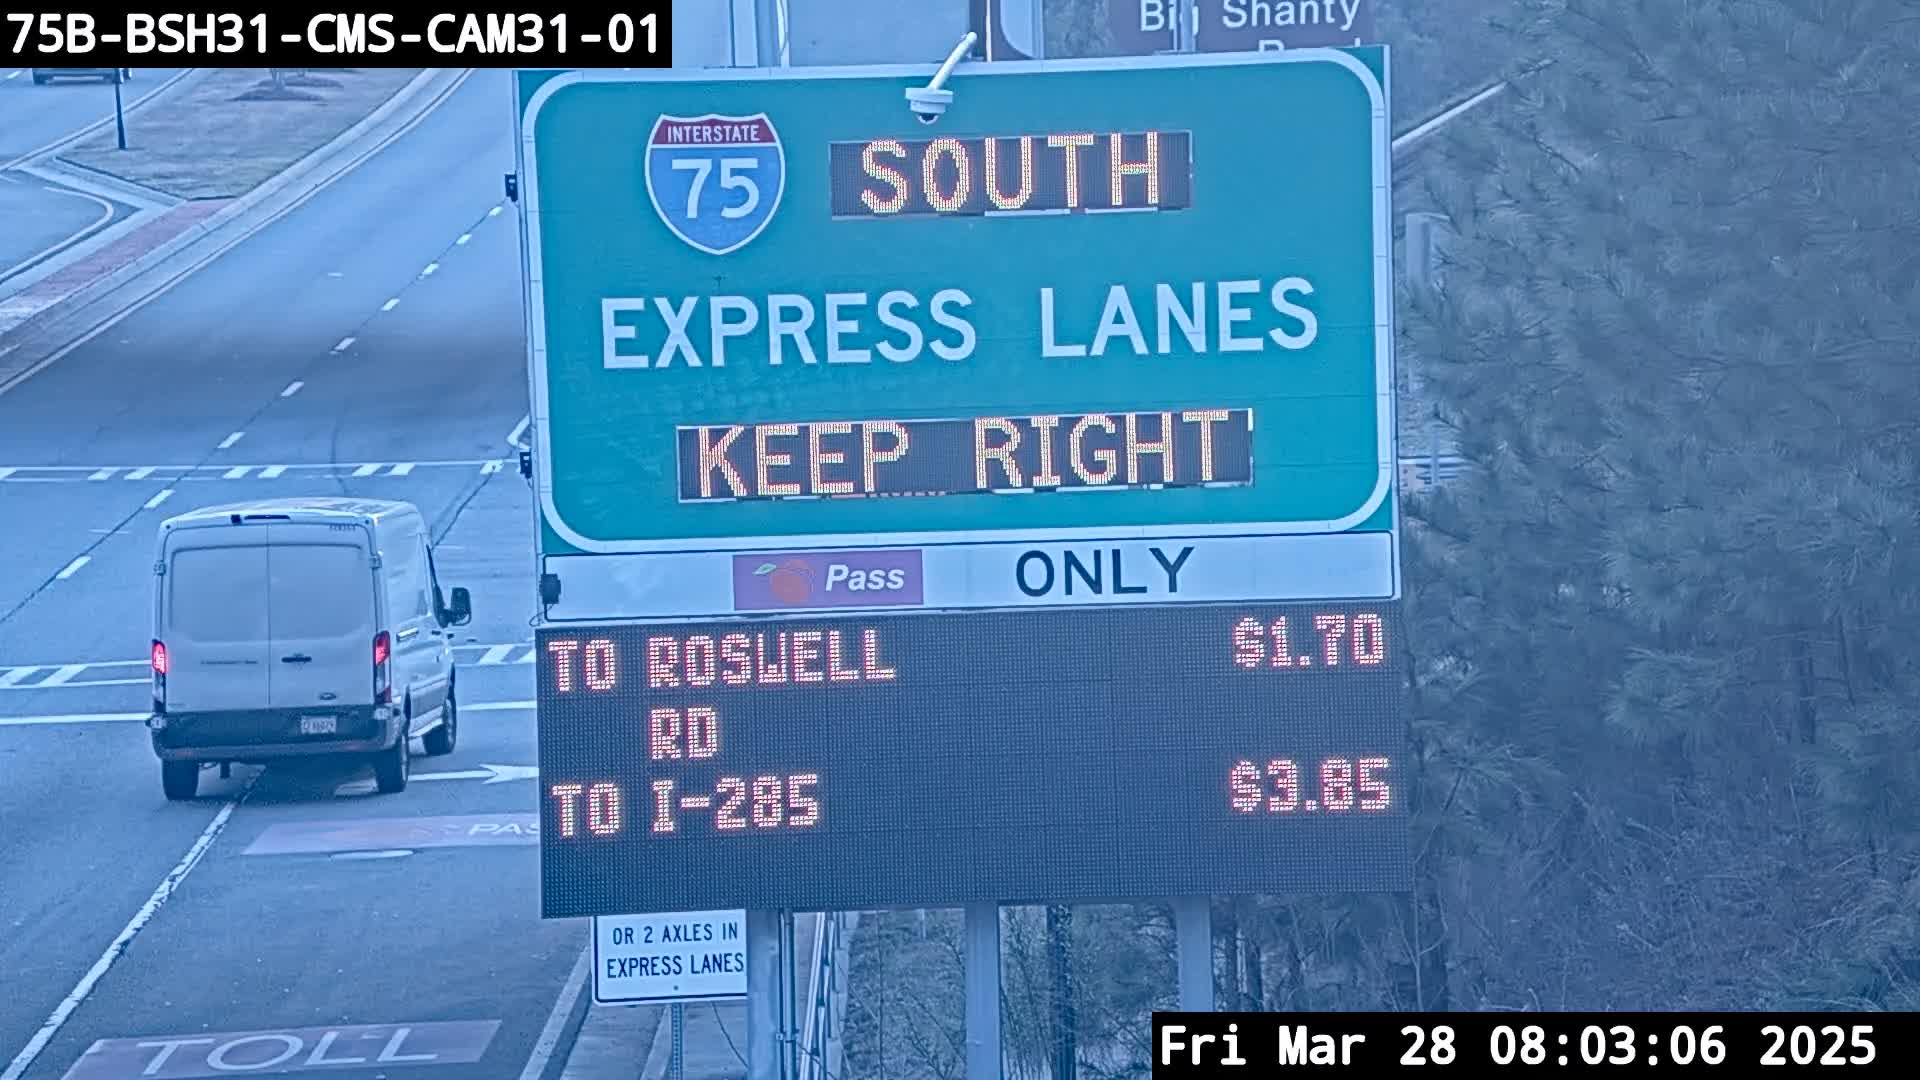 75B-BSH31-CMS-CAM31-01
Big Shanty
INTERSTATE
75
SOUTH
EXPRESS LANES
KEEP RIGHT
Pass
ONLY
TO ROSWELL $1.70
RD
TO I-285 $3.85
OR 2 AXLES IN
EXPRESS LANES
TOLL
Fri Mar 28 08:03:06 2025